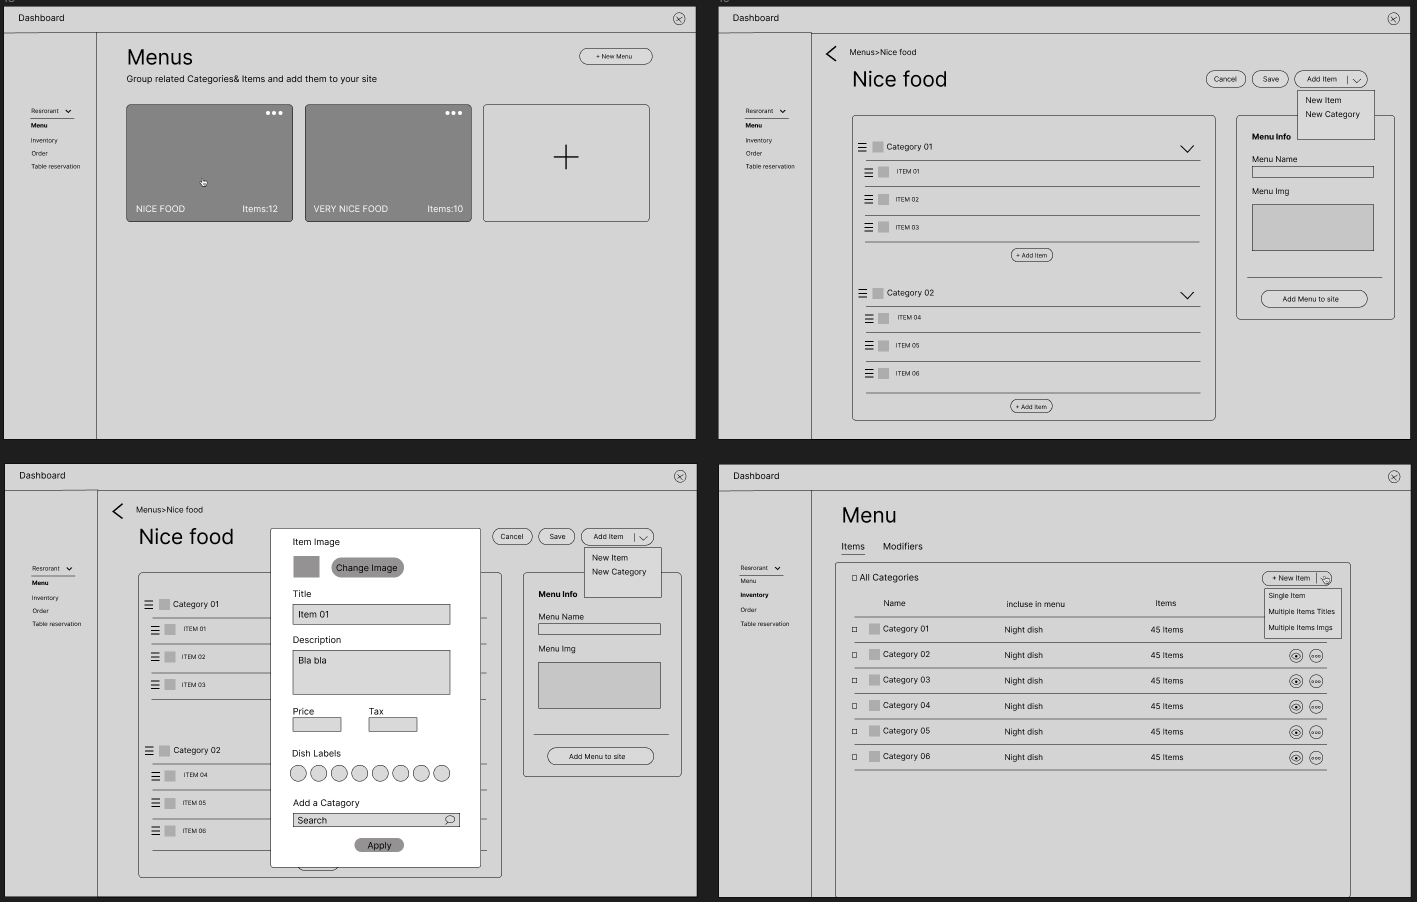 Dashboard
Menus
+ New Menu
Group related Categories& Items and add them to your site
Resrorant
Menu
Inventory
Order
Table reservation
NICE FOOD
Items:12
VERY NICE FOOD
Items:10
Dashboard
Menus>Nice food
Nice food
Cancel
Save
Add Item
New Item
New Category
Resrorant
Menu
Inventory
Order
Table reservation
Category 01
ITEM 01
ITEM 02
ITEM 03
+ Add Item
Category 02
ITEM 04
ITEM 05
ITEM 06
+ Add Item
Menu Info
Menu Name
Menu Img
Add Menu to site
Dashboard
Menus>Nice food
Nice food
Cancel
Save
Add Item
New Item
New Category
Resrorant
Menu
Inventory
Order
Table reservation
Category 01
ITEM 01
ITEM 02
ITEM 03
Category 02
ITEM 04
ITEM 05
ITEM 06
Item Image
Change Image
Title
Item 01
Description
Bla bla
Price
Tax
Dish Labels
Add a Catagory
Search
Apply
Menu Info
Menu Name
Menu Img
Add Menu to site
Dashboard
Menu
Items
Modifiers
Resrorant
Menu
Inventory
Order
Table reservation
All Categories
+ New Item
Single Item
Multiple Items Titles
Multiple Items Imgs
Name
incluse in menu
Items
Category 01
Night dish
45 Items
Category 02
Night dish
45 Items
Category 03
Night dish
45 Items
Category 04
Night dish
45 Items
Category 05
Night dish
45 Items
Category 06
Night dish
45 Items